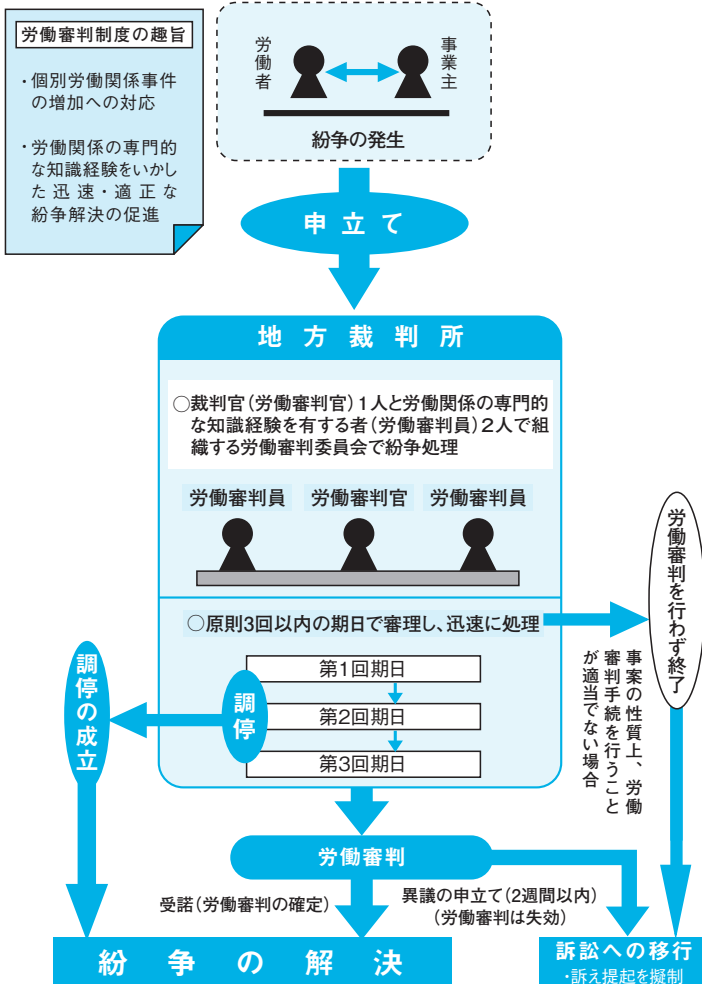 労働審判制度の趣旨
・個別労働関係事件
の増加への対応
・労働関係の専門的
な知識経験をいかし
た迅速・適正な
紛争解決の促進
労働者
事業主
紛争の発生
申立て
地方裁判所
○裁判官(労働審判官)1人と労働関係の専門的
な知識経験を有する者(労働審判員)2人で組
織する労働審判委員会で紛争処理
労働審判員
労働審判官
労働審判員
○原則3回以内の期日で審理し、迅速に処理
第1回期日
第2回期日
第3回期日
調停
調停の成立
労働審判を行わず終了
事案の性質上、労働
審判手続を行うこと
が適当でない場合
労働審判
受諾(労働審判の確定)
異議の申立て(2週間以内)
(労働審判は失効)
紛争の解決
訴訟への移行
・訴え提起を擬制